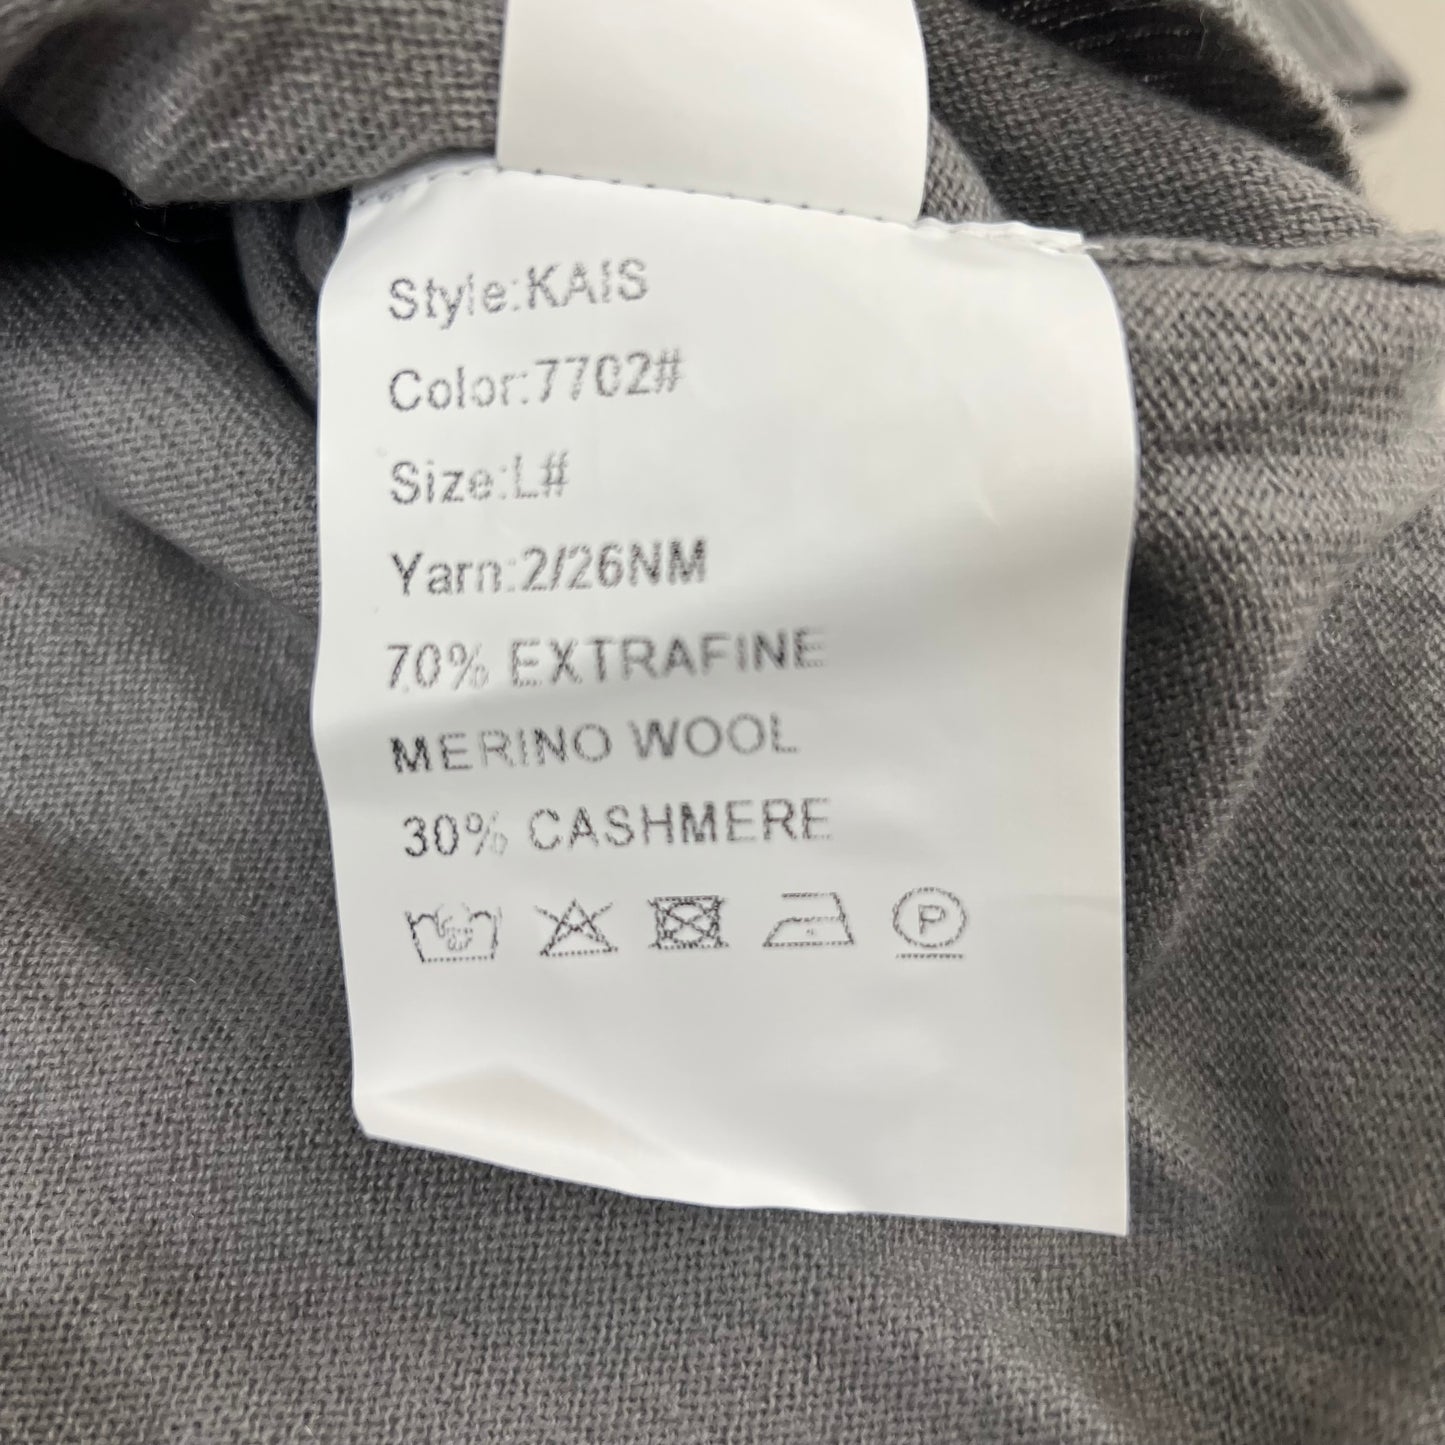 Style:KAIS
Color:7702#
Size:L#
Yarn:2/26NM
70% EXTRAFINE
MERINO WOOL
30% CASHMERE
P